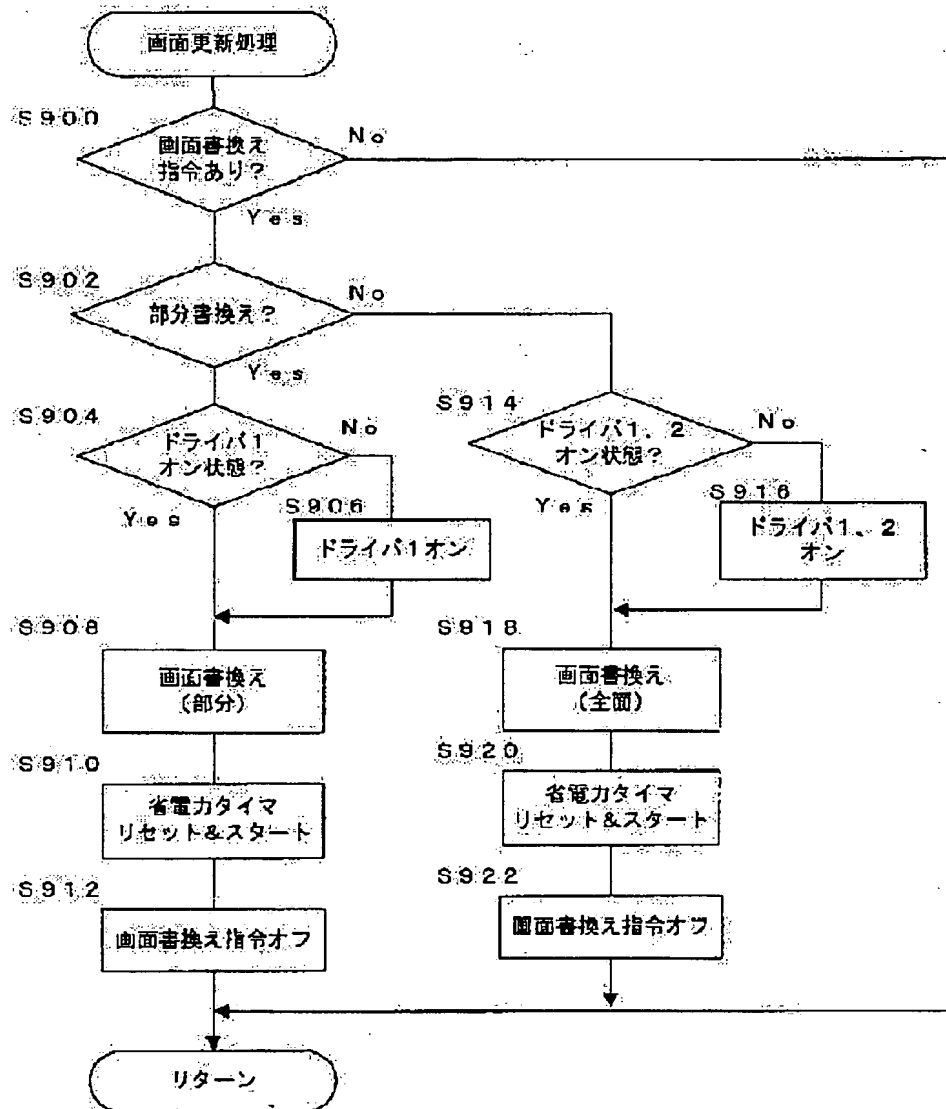 画面更新処理
S900
画面書換え
指令あり？
No
Yes
S902
部分書換え？
No
Yes
S904
ドライバ1
オン状態？
No
Yes
S906
ドライバ1オン
S908
画面書換え
（部分）
S910
省電力タイマ
リセット＆スタート
S912
画面書換え指令オフ
S914
ドライバ1、2
オン状態？
No
Yes
S916
ドライバ1、2
オン
S918
画面書換え
（全面）
S920
省電力タイマ
リセット＆スタート
S922
画面書換え指令オフ
リターン